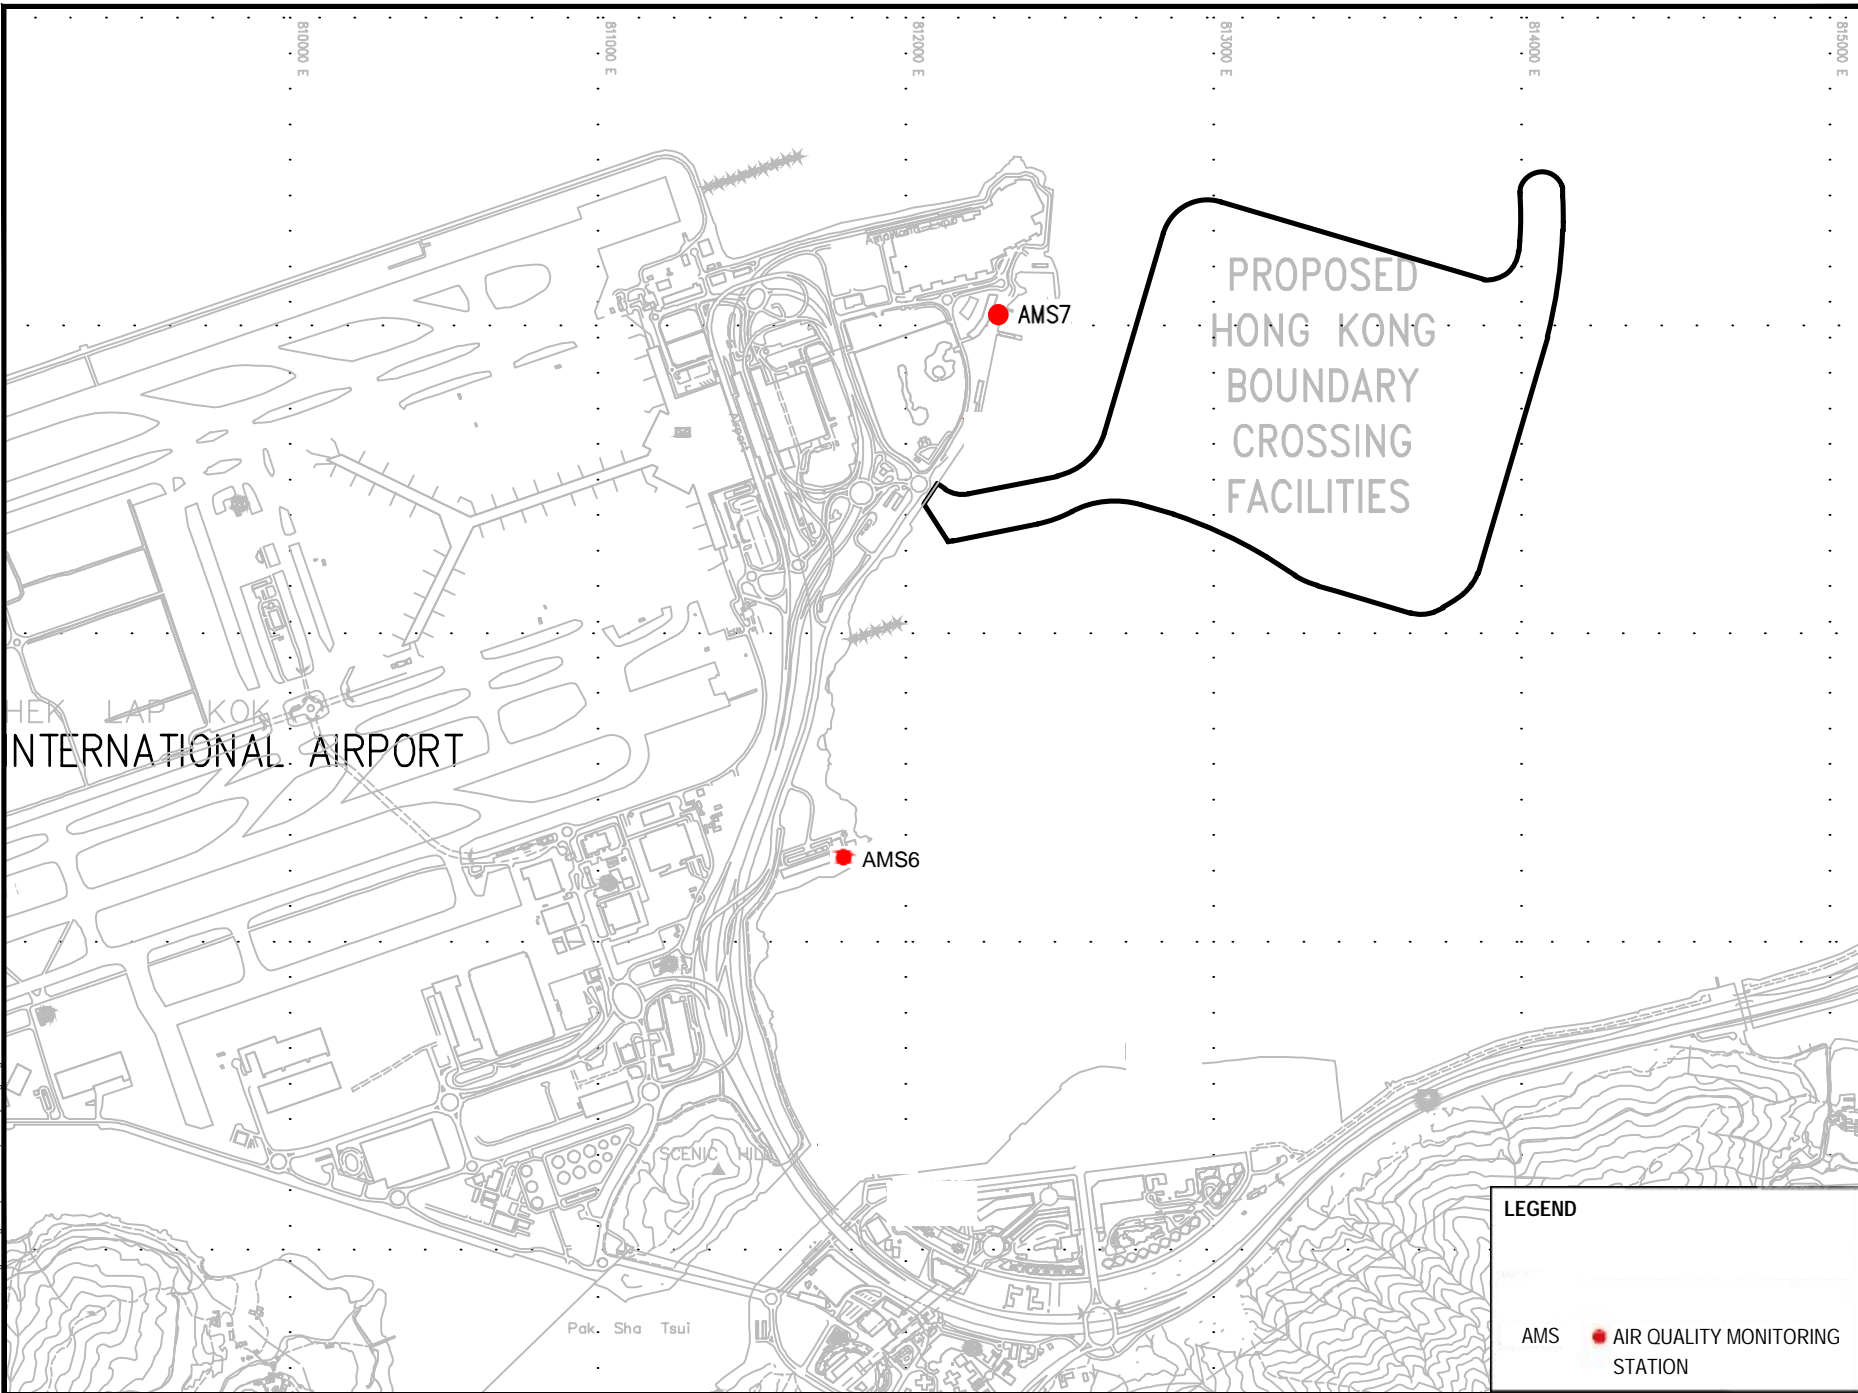 810000 E
811000 E
812000 E
813000 E
814000 E
815000 E
PROPOSED
HONG KONG
BOUNDARY
CROSSING
FACILITIES
AMS7
Airport
HEK LAP KOK
INTERNATIONAL AIRPORT
AMS6
SCENIC HILL
Pak Sha Tsui
LEGEND
AMS AIR QUALITY MONITORING
STATION